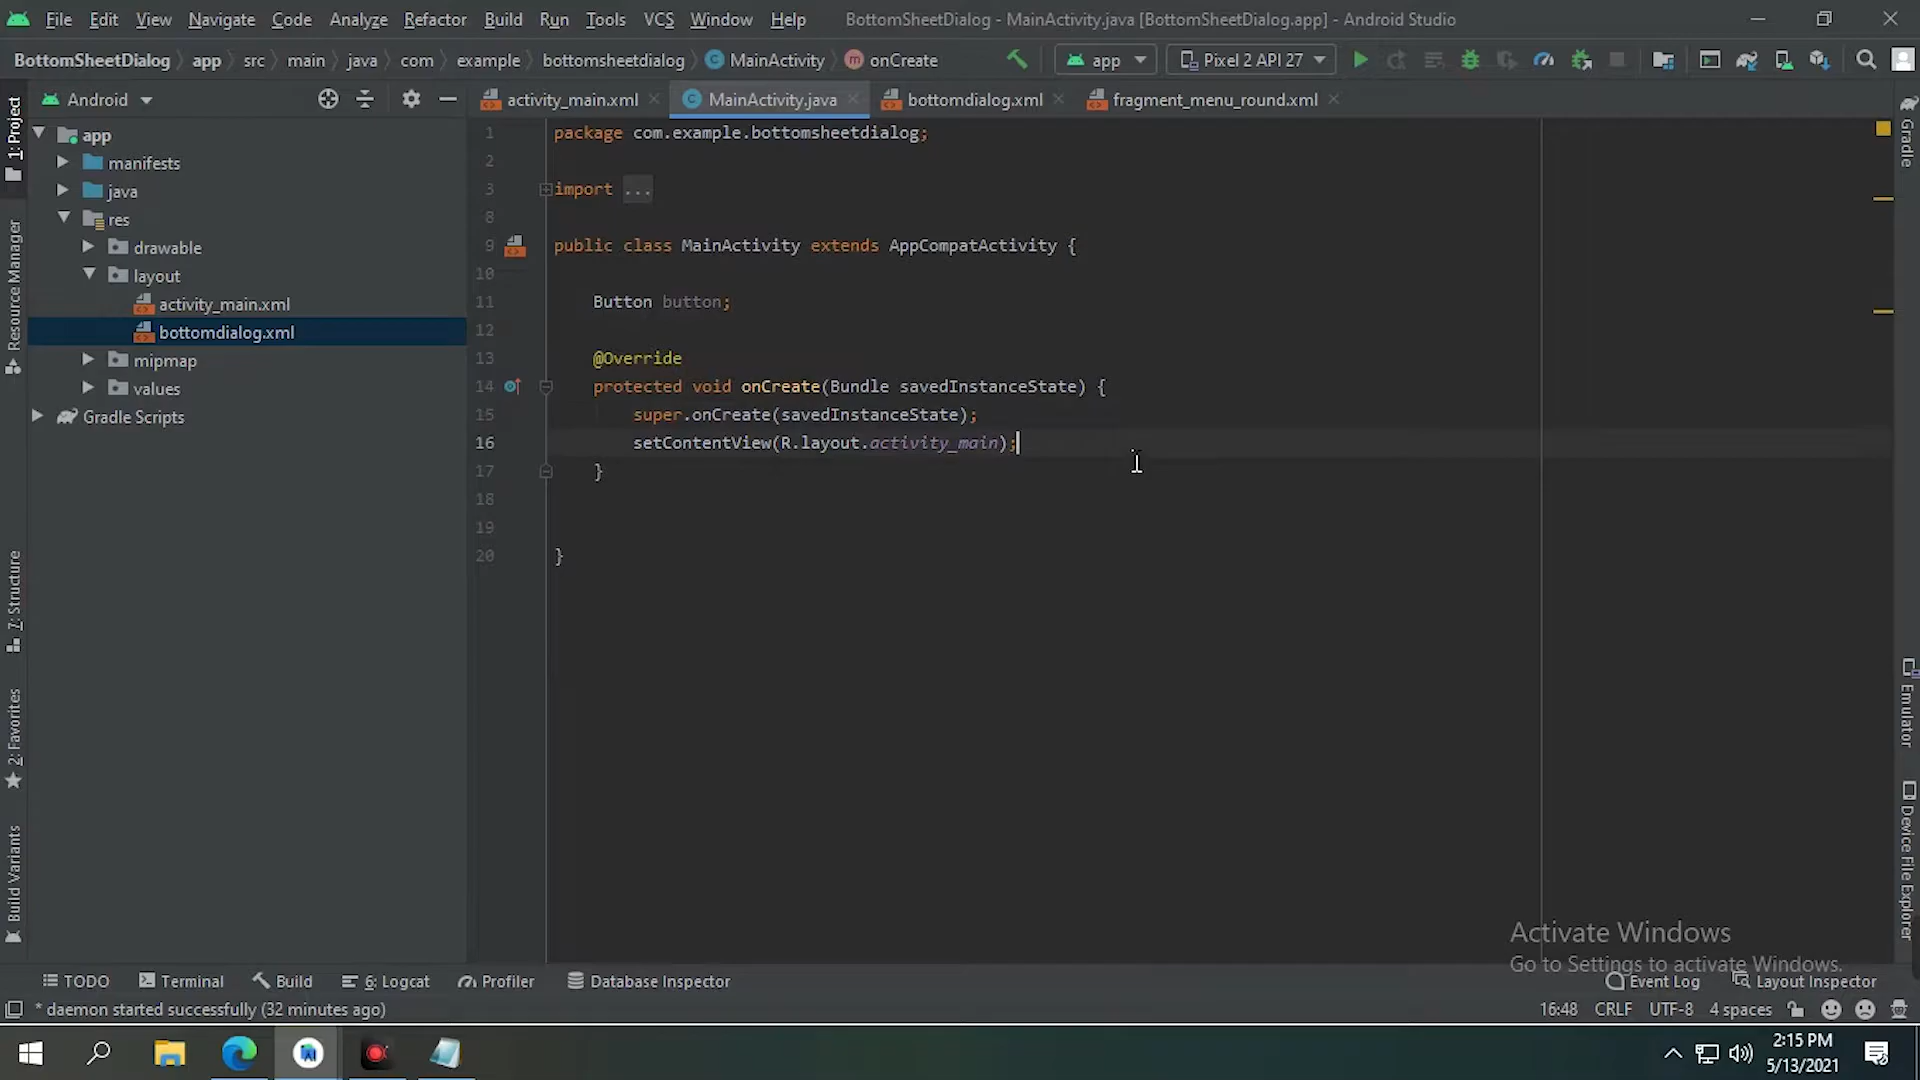 File Edit View Navigate Code Analyze Refactor Build Run Tools VCS Window Help BottomSheetDialog - MainActivity.java [BottomSheetDialog.app] - Android Studio
BottomSheetDialog app src main java com example bottomsheetdialog MainActivity onCreate app Pixel 2 API 27
Android activity_main.xml MainActivity.java bottomdialog.xml fragment_menu_round.xml
1: Project
Resource Manager
7: Structure
2: Favorites
Build Variants
app
manifests
java
res
drawable
layout
activity_main.xml
bottomdialog.xml
mipmap
values
Gradle Scripts
1 package com.example.bottomsheetdialog;
2
3 import ...
8
9 public class MainActivity extends AppCompatActivity {
10
11 Button button;
12
13 @Override
14 protected void onCreate(Bundle savedInstanceState) {
15 super.onCreate(savedInstanceState);
16 setContentView(R.layout.activity_main);
17 }
18
19
20 }
Gradle
Emulator
Device File Explorer
Activate Windows
Go to Settings to activate Windows.
TODO Terminal Build 6: Logcat Profiler Database Inspector Event Log Layout Inspector
* daemon started successfully (32 minutes ago) 16:48 CRLF UTF-8 4 spaces
2:15 PM
5/13/2021